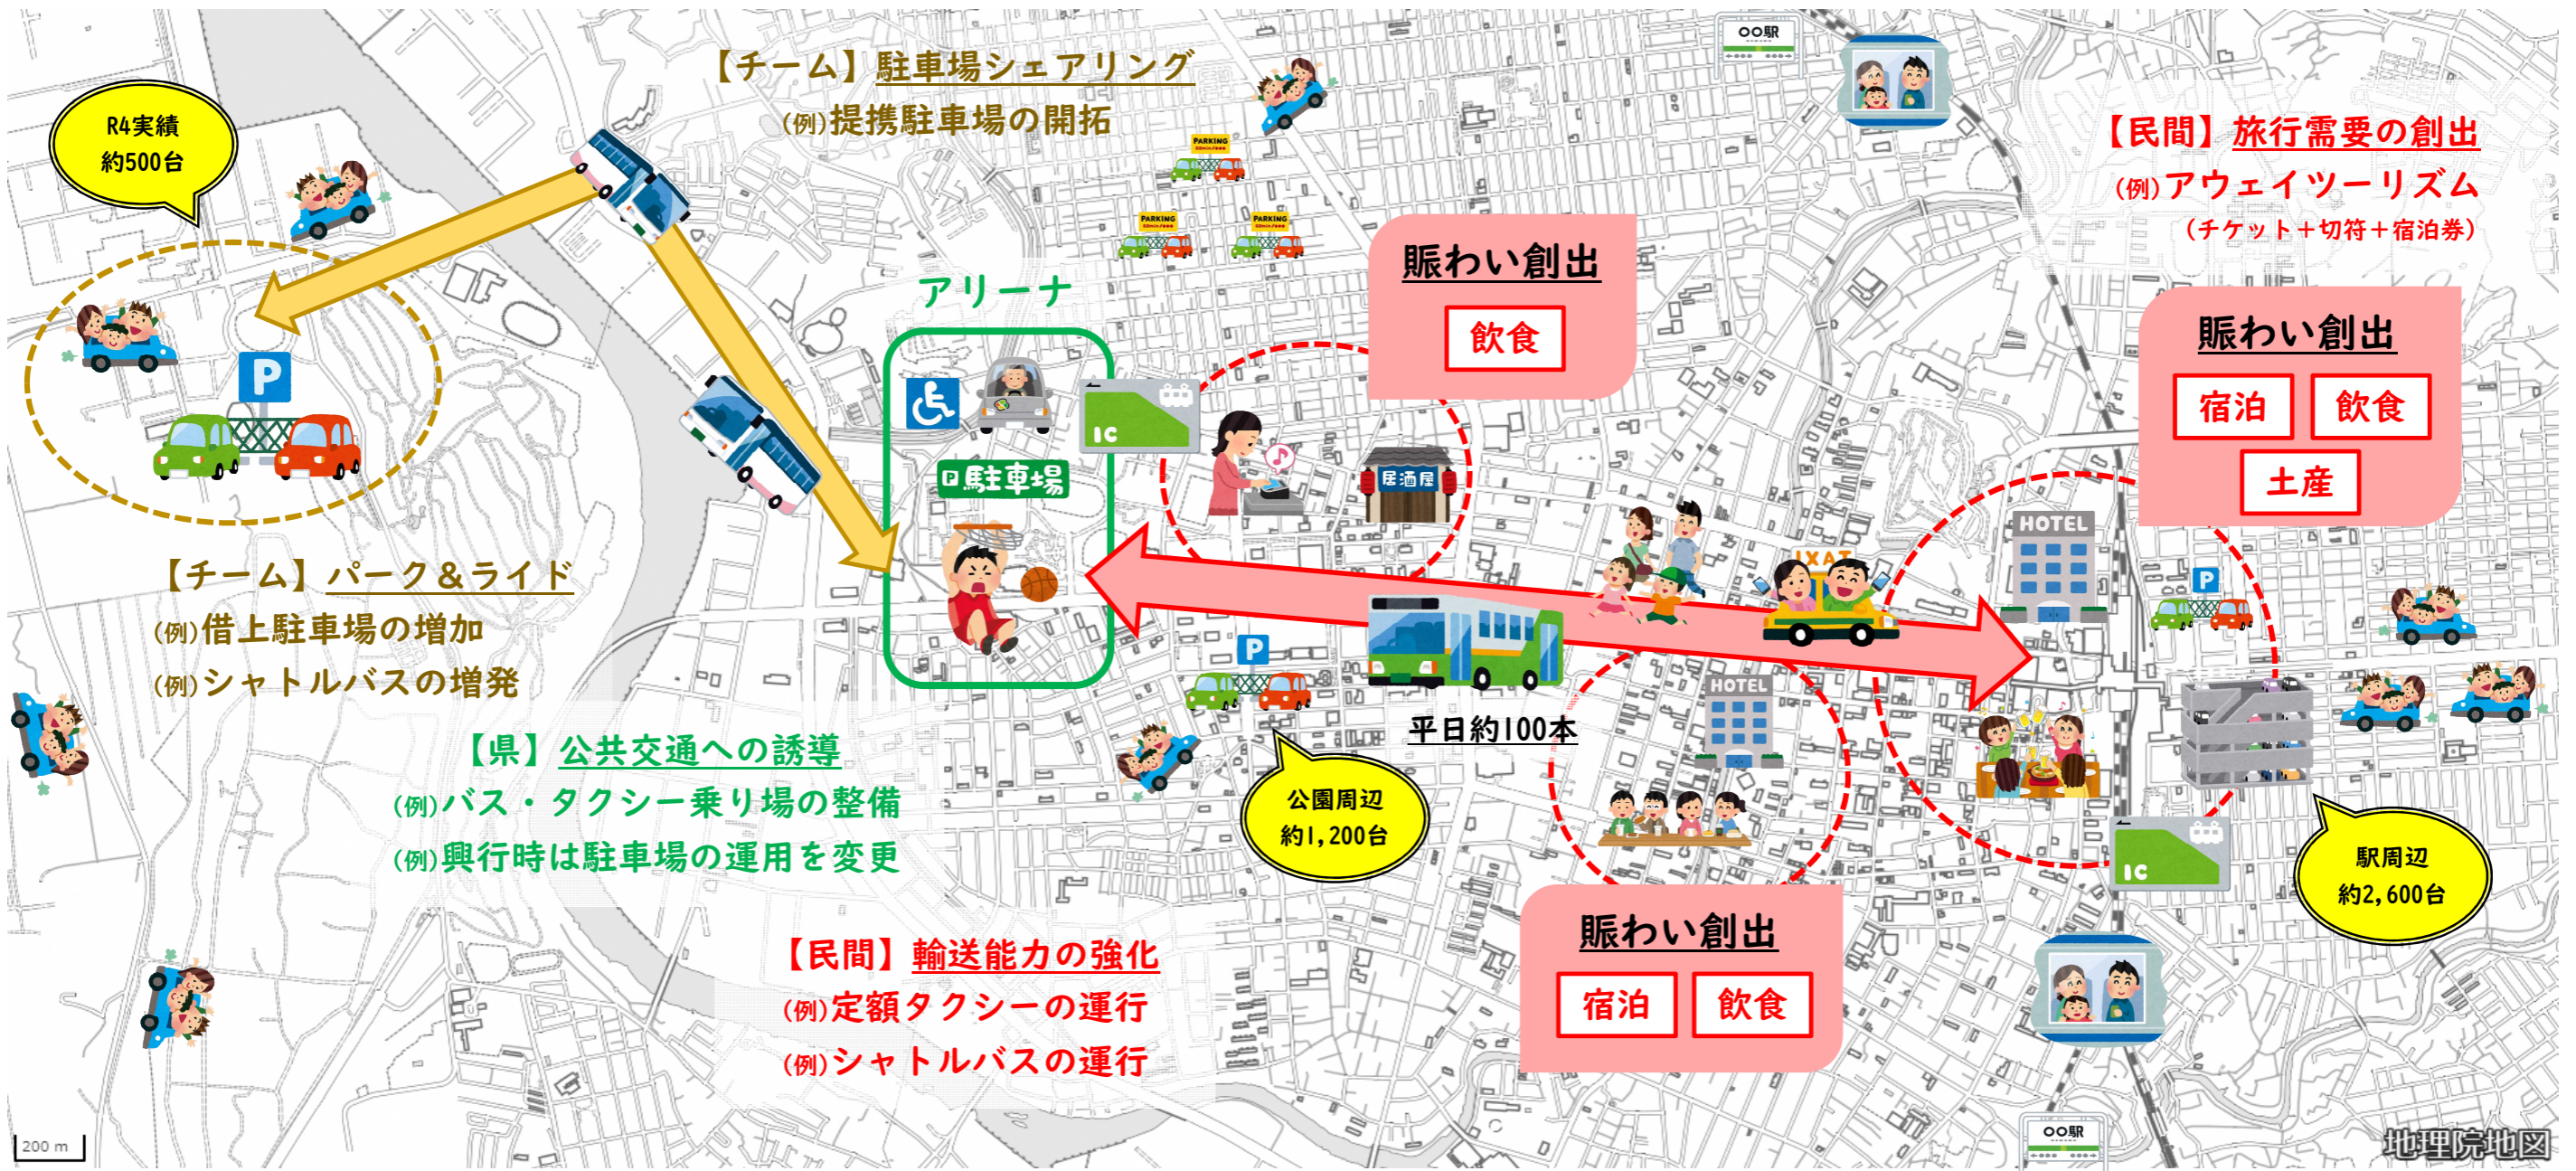 【チーム】駐車場シェアリング
(例)提携駐車場の開拓
〇〇駅
R4実績
約500台
【民間】旅行需要の創出
(例)アウェイツーリズム
(チケット＋切符＋宿泊券)
PARKING
PARKING
PARKING
賑わい創出
飲食
アリーナ
賑わい創出
宿泊
飲食
土産
P
IC
P駐車場
居酒屋
HOTEL
TAXI
P
【チーム】パーク＆ライド
(例)借上駐車場の増加
(例)シャトルバスの増発
P
HOTEL
平日約100本
【県】公共交通への誘導
(例)バス・タクシー乗り場の整備
(例)興行時は駐車場の運用を変更
公園周辺
約1,200台
IC
駅周辺
約2,600台
賑わい創出
宿泊
飲食
【民間】輸送能力の強化
(例)定額タクシーの運行
(例)シャトルバスの運行
〇〇駅
200 m
地理院地図